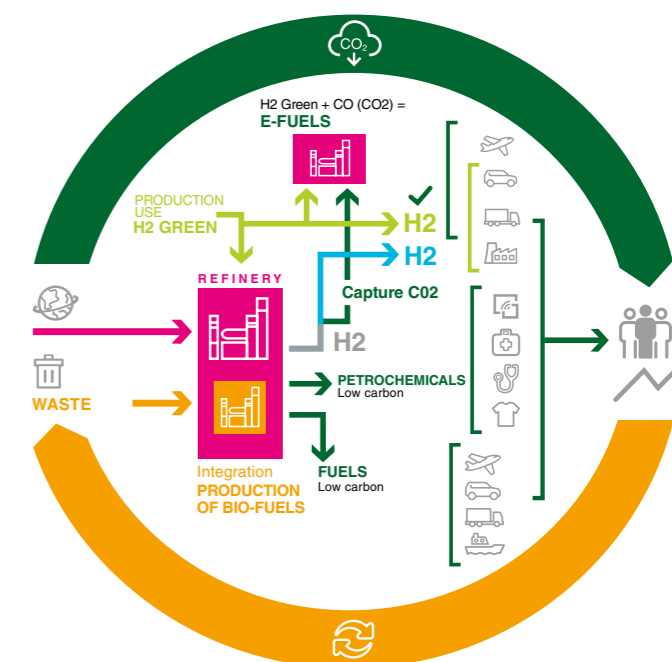 CO2
H2 Green + CO (CO2) =
E-FUELS
PRODUCTION
USE
H2 GREEN
H2
H2
REFINERY
Capture C02
H2
WASTE
PETROCHEMICALS
Low carbon
Integration
PRODUCTION
OF BIO-FUELS
FUELS
Low carbon